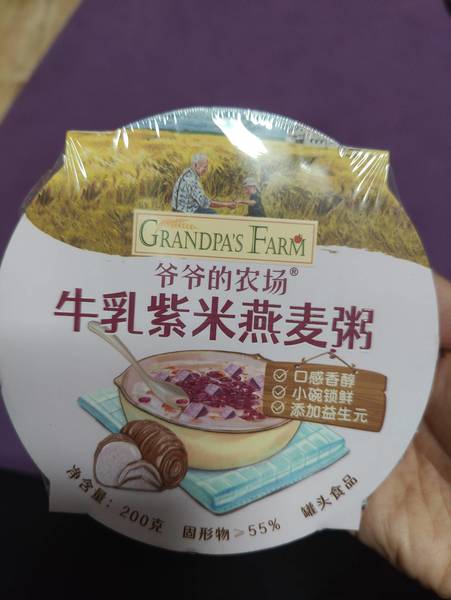 GRANDPA'S FARM
爷爷的农场®
牛乳紫米燕麦粥
口感香醇
小碗锁鲜
添加益生元
净含量：200克 固形物≥55% 罐头食品